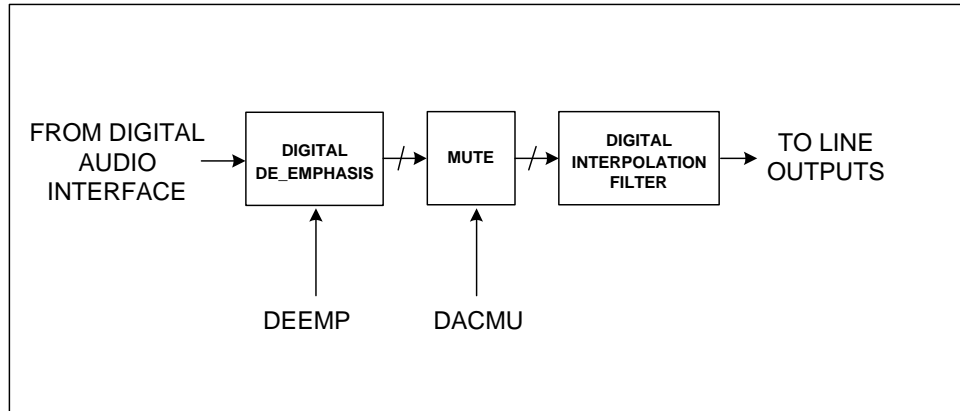 FROM DIGITAL
AUDIO
INTERFACE
DIGITAL
DE_EMPHASIS
MUTE
DIGITAL
INTERPOLATION
FILTER
TO LINE
OUTPUTS
DEEMP
DACMU